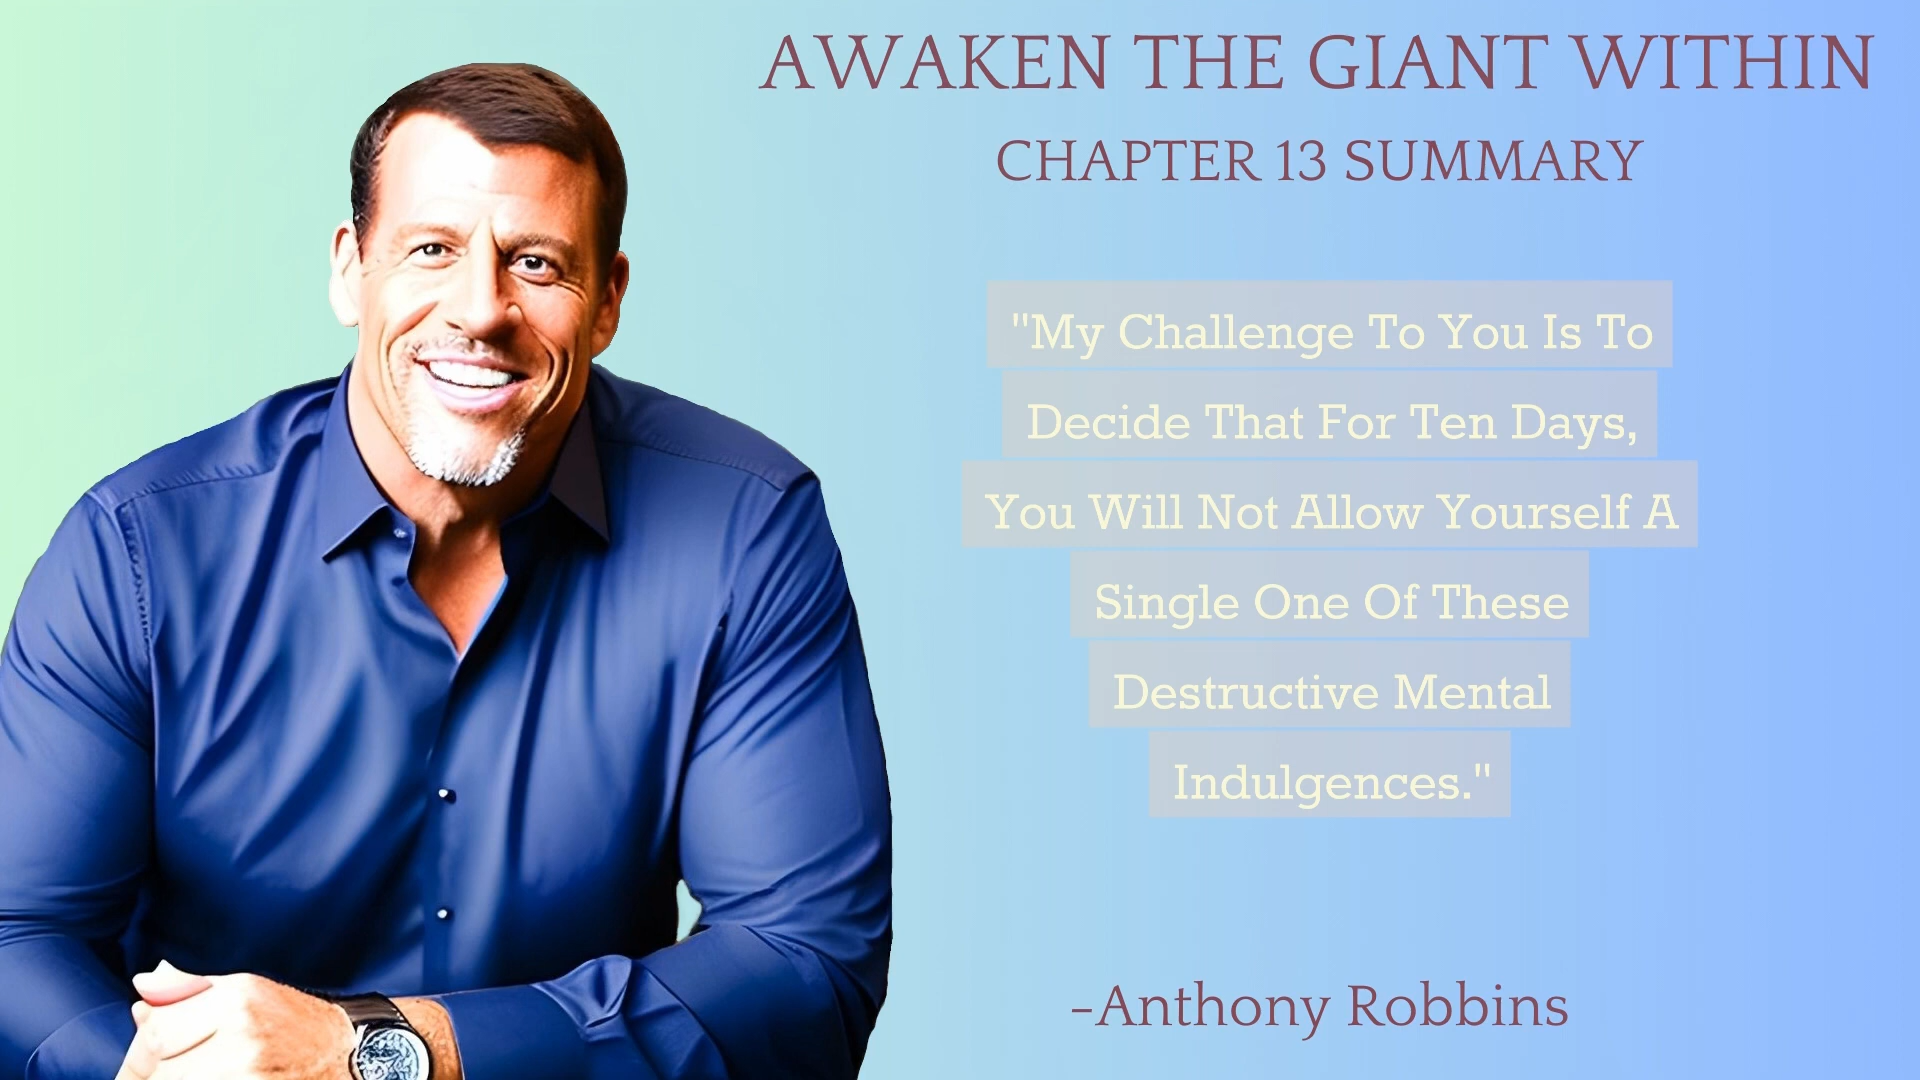 AWAKEN THE GIANT WITHIN
CHAPTER 13 SUMMARY
"My Challenge To You Is To
Decide That For Ten Days,
You Will Not Allow Yourself A
Single One Of These
Destructive Mental
Indulgences."
-Anthony Robbins